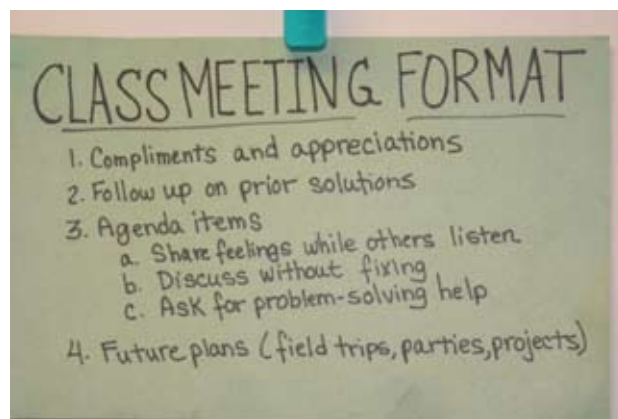 CLASS MEETING FORMAT
1. Compliments and appreciations
2. Follow up on prior solutions
3. Agenda items
a. Share feelings while others listen
b. Discuss without fixing
c. Ask for problem-solving help
4. Future plans (field trips, parties, projects)